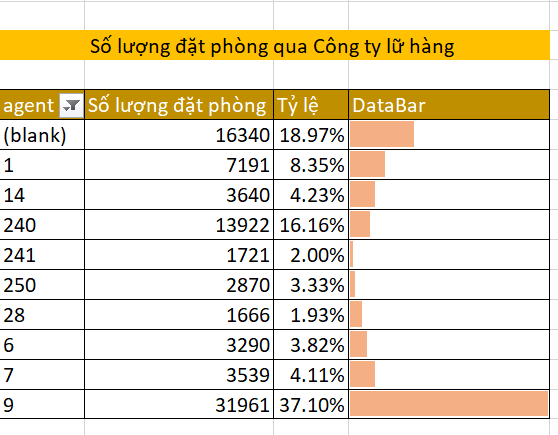 Số lượng đặt phòng qua Công ty lữ hàng
agent Số lượng đặt phòng Tỷ lệ DataBar
(blank) 16340 18.97%
1 7191 8.35%
14 3640 4.23%
240 13922 16.16%
241 1721 2.00%
250 2870 3.33%
28 1666 1.93%
6 3290 3.82%
7 3539 4.11%
9 31961 37.10%